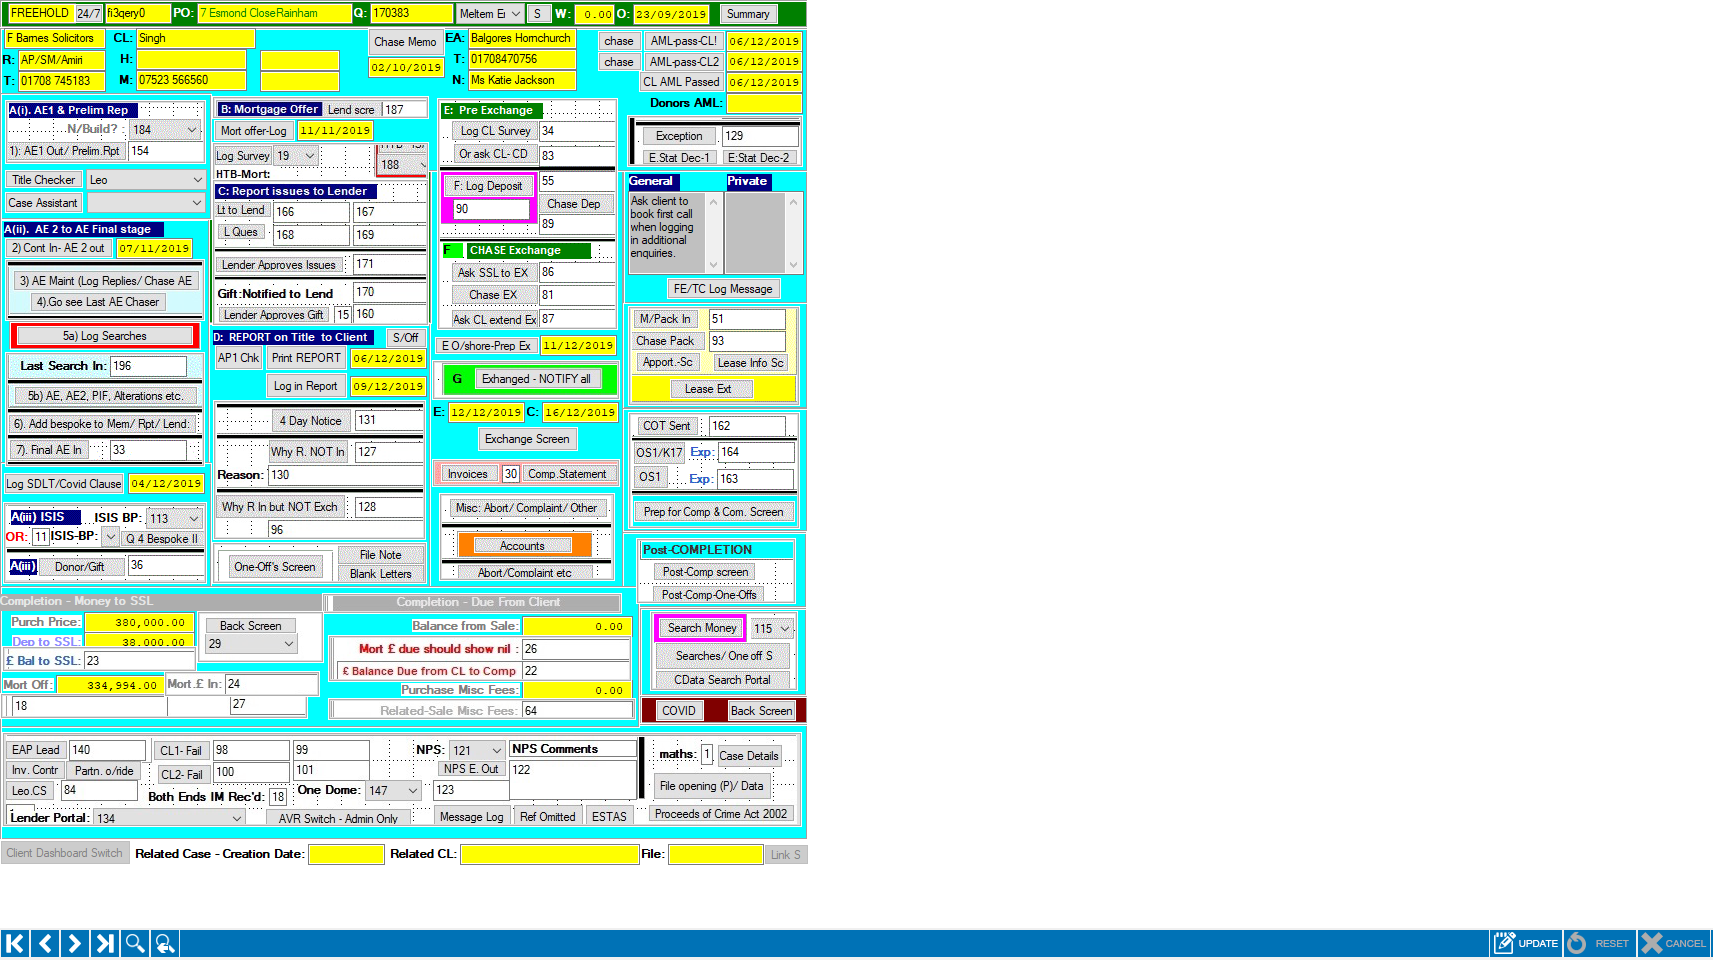 FREEHOLD 24/7 fi3qery0 PO: 7 Esmond CloseRainham Q: 170383 Meltem Ei S W: 0.00 O: 23/09/2019 Summary
F Barnes Solicitors CL: Singh Chase Memo EA: Balgores Hornchurch chase AML-pass-CL! 06/12/2019
R: AP/SM/Amiri H: 02/10/2019 T: 01708470756 chase AML-pass-CL2 06/12/2019
T: 01708 745183 M: 07523 566560 N: Ms Katie Jackson CL AML Passed 06/12/2019
Donors AML:
A(i). AE1 & Prelim Rep
N/Build? : 184
1): AE1 Out/ Prelim.Rpt 154
Title Checker Leo
Case Assistant
A(ii). AE 2 to AE Final stage
2) Cont In- AE 2 out 07/11/2019
3) AE Maint (Log Replies/ Chase AE
4).Go see Last AE Chaser
5a) Log Searches
Last Search In: 196
5b) AE, AE2, PIF, Alterations etc.
6). Add bespoke to Mem/ Rpt/ Lend:
7). Final AE In 33
Log SDLT/Covid Clause 04/12/2019
A(iii) ISIS ISIS BP: 113
OR: 11 ISIS-BP: Q 4 Bespoke II
A(iii) Donor/Gift 36
B: Mortgage Offer Lend scre 187
Mort offer-Log 11/11/2019
Log Survey 19 188
HTB-Mort:
C: Report issues to Lender
Lt to Lend 166 167
L Ques 168 169
Lender Approves Issues 171
Gift:Notified to Lend 170
Lender Approves Gift 15 160
D: REPORT on Title to Client S/Off
AP1 Chk Print REPORT 06/12/2019
Log in Report 09/12/2019
4 Day Notice 131
Why R. NOT In 127
Reason: 130
Why R In but NOT Exch 128
96
One-Off's Screen File Note
Blank Letters
E: Pre Exchange
Log CL Survey 34
Or ask CL- CD 83
F: Log Deposit 55
90 Chase Dep
89
F CHASE Exchange
Ask SSL to EX 86
Chase EX 81
Ask CL extend Ex 87
E O/shore-Prep Ex 11/12/2019
G Exhanged - NOTIFY all
E: 12/12/2019 C: 16/12/2019
Exchange Screen
Invoices 30 Comp.Statement
Misc: Abort/ Complaint/ Other
Accounts
Abort/Complaint etc
Exception 129
E.Stat Dec-1 E:Stat Dec-2
General Private
Ask client to
book first call
when logging
in additional
enquiries.
FE/TC Log Message
M/Pack In 51
Chase Pack 93
Apport.-Sc Lease Info Sc
Lease Ext
COT Sent 162
OS1/K17 Exp: 164
OS1 Exp: 163
Prep for Comp & Com. Screen
Post-COMPLETION
Post-Comp screen
Post-Comp-One-Offs
Search Money 115
Searches/ One off S
CData Search Portal
COVID Back Screen
Completion - Money to SSL
Purch Price: 380,000.00
Dep to SSL: 38,000.00
£ Bal to SSL: 23
Back Screen
29
Mort Off: 334,994.00 Mort.£ In: 24
18 27
Completion - Due From Client
Balance from Sale: 0.00
Mort £ due should show nil : 26
£ Balance Due from CL to Comp 22
Purchase Misc Fees: 0.00
Related-Sale Misc Fees: 64
EAP Lead 140 CL1- Fail 98 99 NPS: 121 NPS Comments maths: 1 Case Details
Inv. Contr Partn. o/ride CL2- Fail 100 101 NPS E. Out 122
Leo.CS 84 Both Ends IM Rec'd: 18 One Dome: 147 123 File opening (P)/ Data
Lender Portal: 134 AVR Switch - Admin Only Message Log Ref Omitted ESTAS Proceeds of Crime Act 2002
Client Dashboard Switch Related Case - Creation Date: Related CL: File: Link S
UPDATE RESET CANCEL